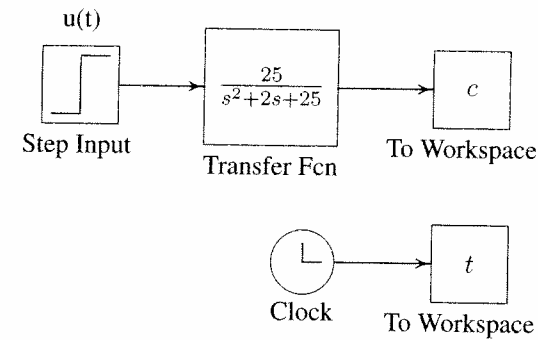 u(t)
25
s²+2s+25
c
Step Input
Transfer Fcn
To Workspace
t
Clock
To Workspace